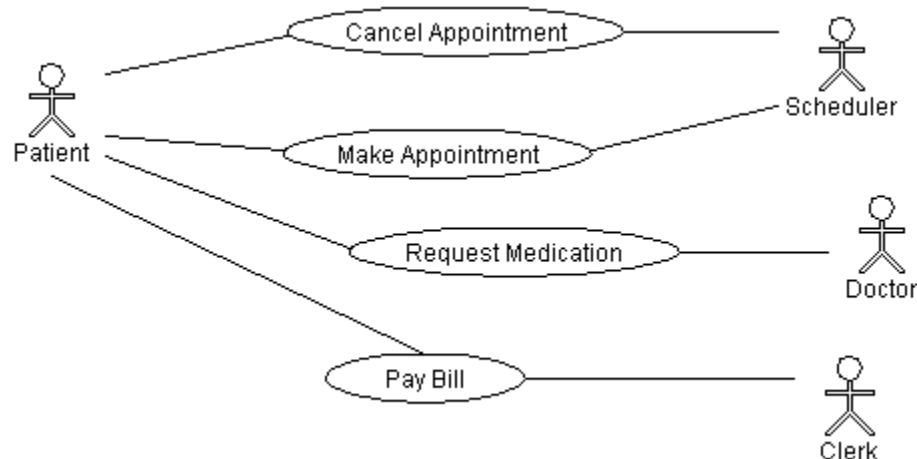 Cancel Appointment
Scheduler
Patient
Make Appointment
Request Medication
Doctor
Pay Bill
Clerk